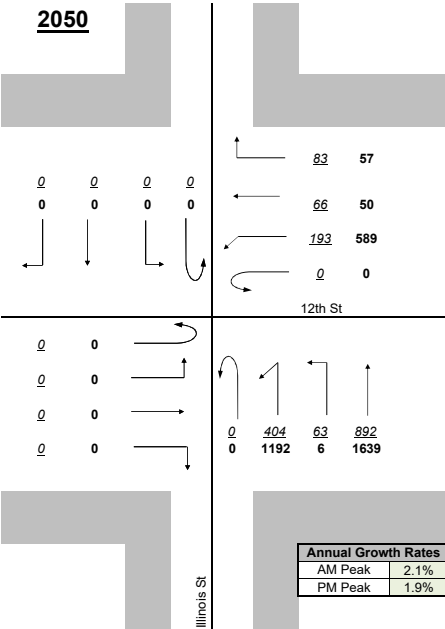 2050
83 57
0 0 0 0
66 50
0 0 0 0
193 589
0 0
12th St
0 0
0 0
0 0
0 404 63 892
0 0
0 1192 6 1639
Illinois St
Annual Growth Rates
AM Peak 2.1%
PM Peak 1.9%